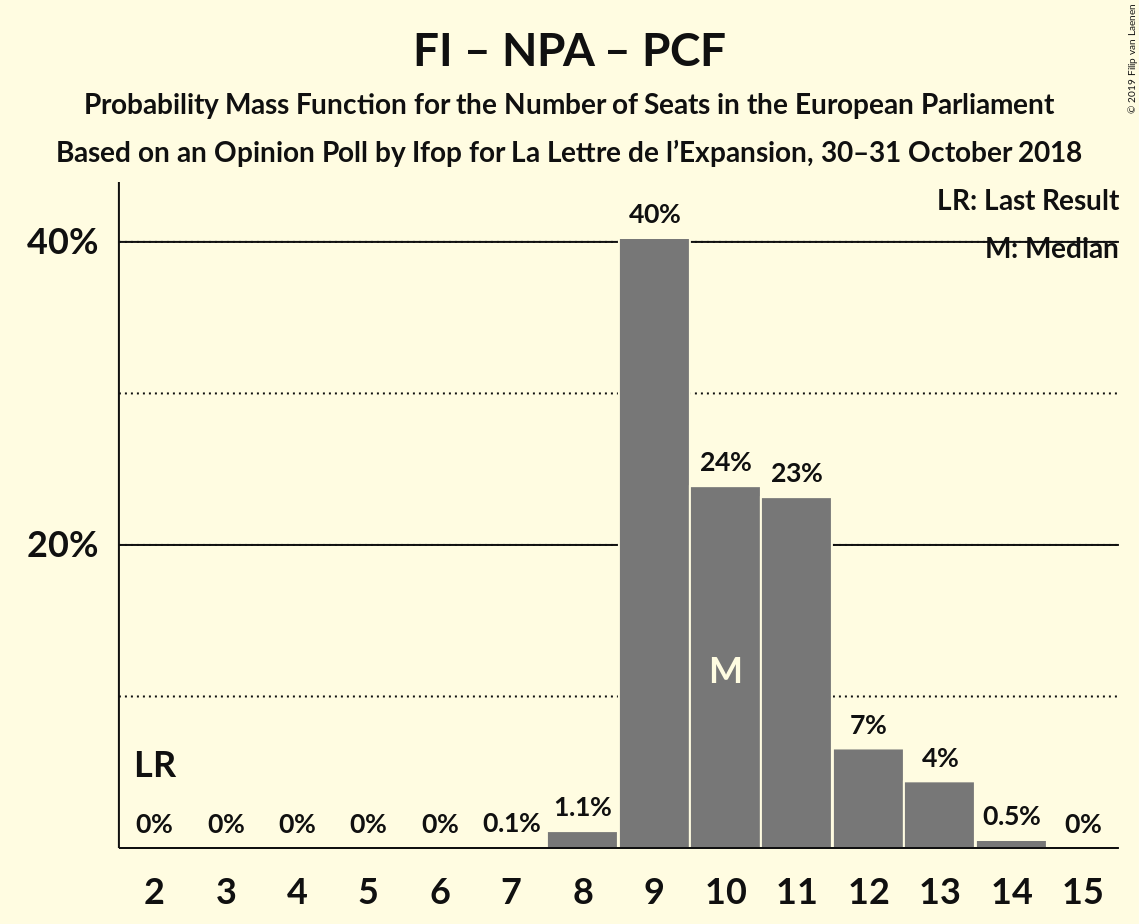 FI – NPA – PCF
Probability Mass Function for the Number of Seats in the European Parliament
Based on an Opinion Poll by Ifop for La Lettre de l’Expansion, 30–31 October 2018
© 2019 Filip van Laenen
LR: Last Result
M: Median
40%
20%
40%
24%
23%
M
7%
4%
LR
0%
0%
0%
0%
0%
0.1%
1.1%
0.5%
0%
2 3 4 5 6 7 8 9 10 11 12 13 14 15